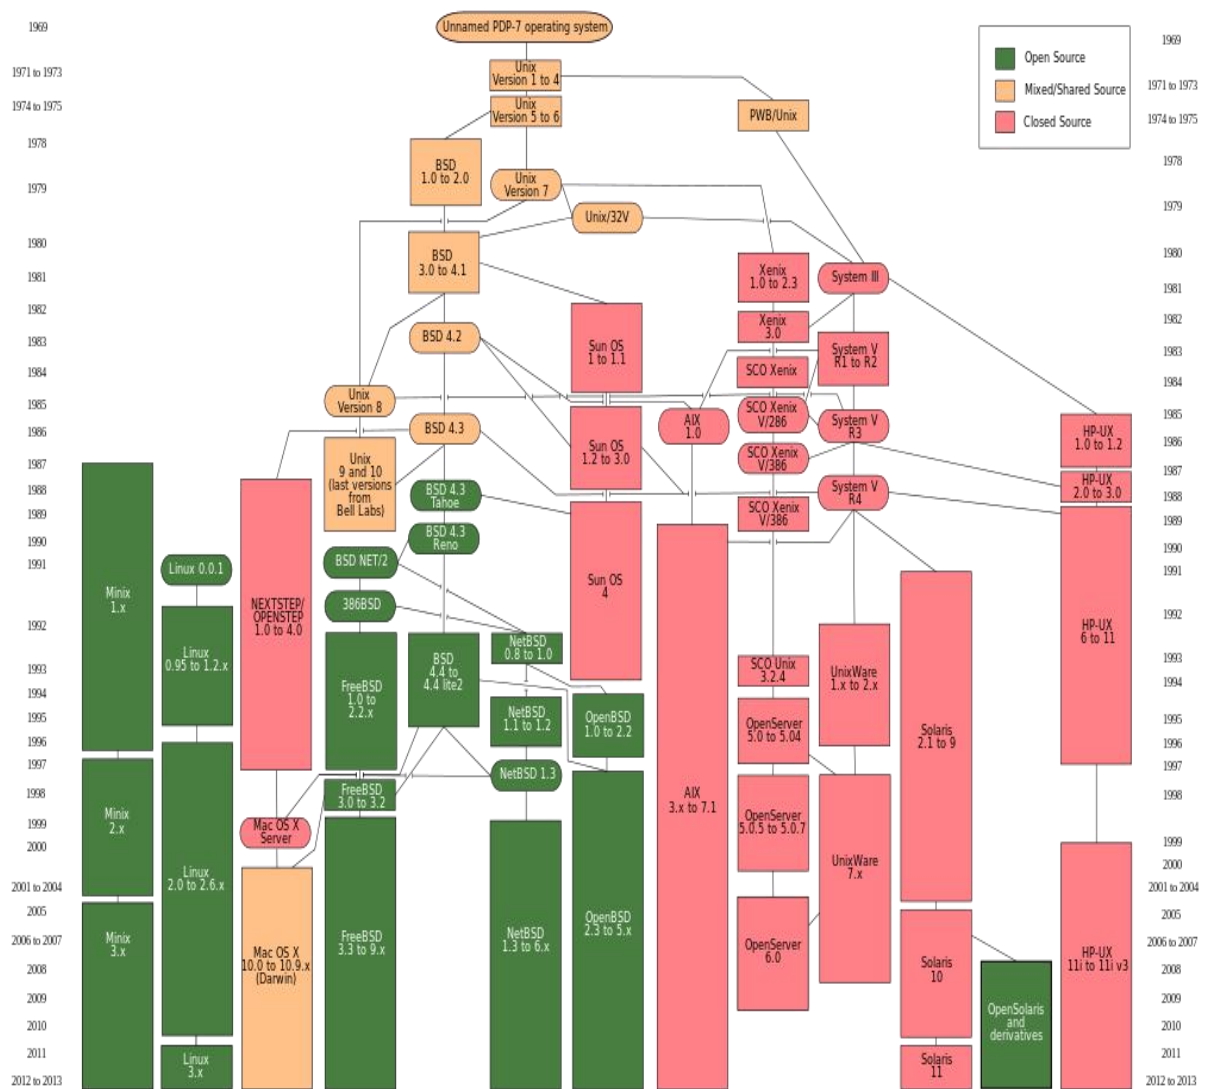 Unnamed PDP-7 operating system
1969
1969
Open Source
Mixed/Shared Source
Closed Source
1971 to 1973
Unix
Version 1 to 4
1971 to 1973
1974 to 1975
Unix
Version 5 to 6
PWB/Unix
1974 to 1975
1978
BSD
1.0 to 2.0
1978
1979
Unix
Version 7
Unix/32V
1979
1980
BSD
3.0 to 4.1
Xenix
1.0 to 2.3
System III
1980
1981
1981
1982
Xenix
3.0
1982
1983
BSD 4.2
Sun OS
1 to 1.1
System V
R1 to R2
1983
1984
SCO Xenix
1984
1985
Unix
Version 8
SCO Xenix
V/286
1985
1986
BSD 4.3
AIX
1.0
System V
R3
HP-UX
1.0 to 1.2
1986
1987
Unix
9 and 10
(last versions
from
Bell Labs)
Sun OS
1.2 to 3.0
SCO Xenix
V/386
1987
1988
BSD 4.3
Tahoe
System V
R4
HP-UX
2.0 to 3.0
1988
1989
SCO Xenix
V/386
1989
1990
BSD 4.3
Reno
1990
1991
Linux 0.0.1
BSD NET/2
1991
Minix
1.x
NEXTSTEP/
OPENSTEP
1.0 to 4.0
386BSD
Sun OS
4
1992
1992
HP-UX
6 to 11
1993
Linux
0.95 to 1.2.x
NetBSD
0.8 to 1.0
BSD
4.4 to
4.4 lite2
SCO Unix
3.2.4
UnixWare
1.x to 2.x
1993
1994
FreeBSD
1.0 to
2.2.x
1994
1995
NetBSD
1.1 to 1.2
OpenBSD
1.0 to 2.2
OpenServer
5.0 to 5.04
Solaris
2.1 to 9
1995
1996
1996
1997
NetBSD 1.3
1997
1998
FreeBSD
3.0 to 3.2
AIX
3.x to 7.1
1998
Minix
2.x
OpenServer
5.0.5 to 5.0.7
1999
Mac OS X
Server
1999
2000
UnixWare
7.x
2000
2001 to 2004
Linux
2.0 to 2.6.x
2001 to 2004
2005
OpenBSD
2.3 to 5.x
2005
2006 to 2007
Minix
3.x
Mac OS X
10.0 to 10.9.x
(Darwin)
FreeBSD
3.3 to 9.x
NetBSD
1.3 to 6.x
OpenServer
6.0
2006 to 2007
2008
Solaris
10
HP-UX
11i to 11i v3
2008
2009
OpenSolaris
and
derivatives
2009
2010
2010
2011
Linux
3.x
Solaris
11
2011
2012 to 2013
2012 to 2013